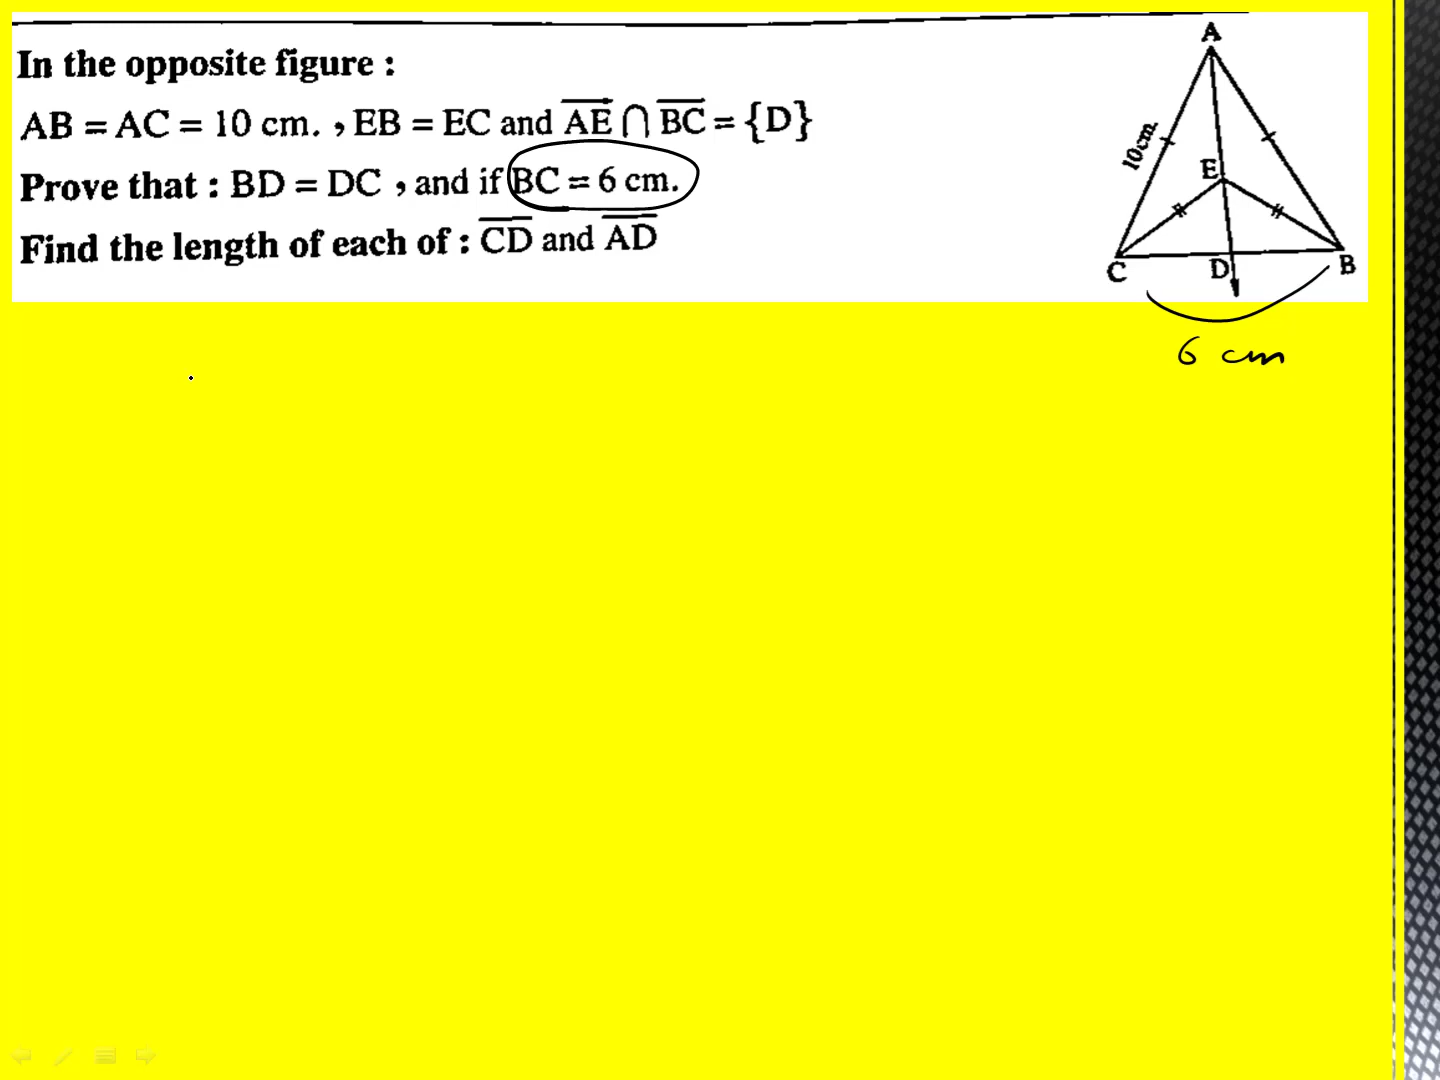 In the opposite figure :
AB = AC = 10 cm. , EB = EC and AE ∩ BC = {D}
Prove that : BD = DC , and if BC = 6 cm.
Find the length of each of : CD and AD
A
10cm.
E
C
D
B
6 cm